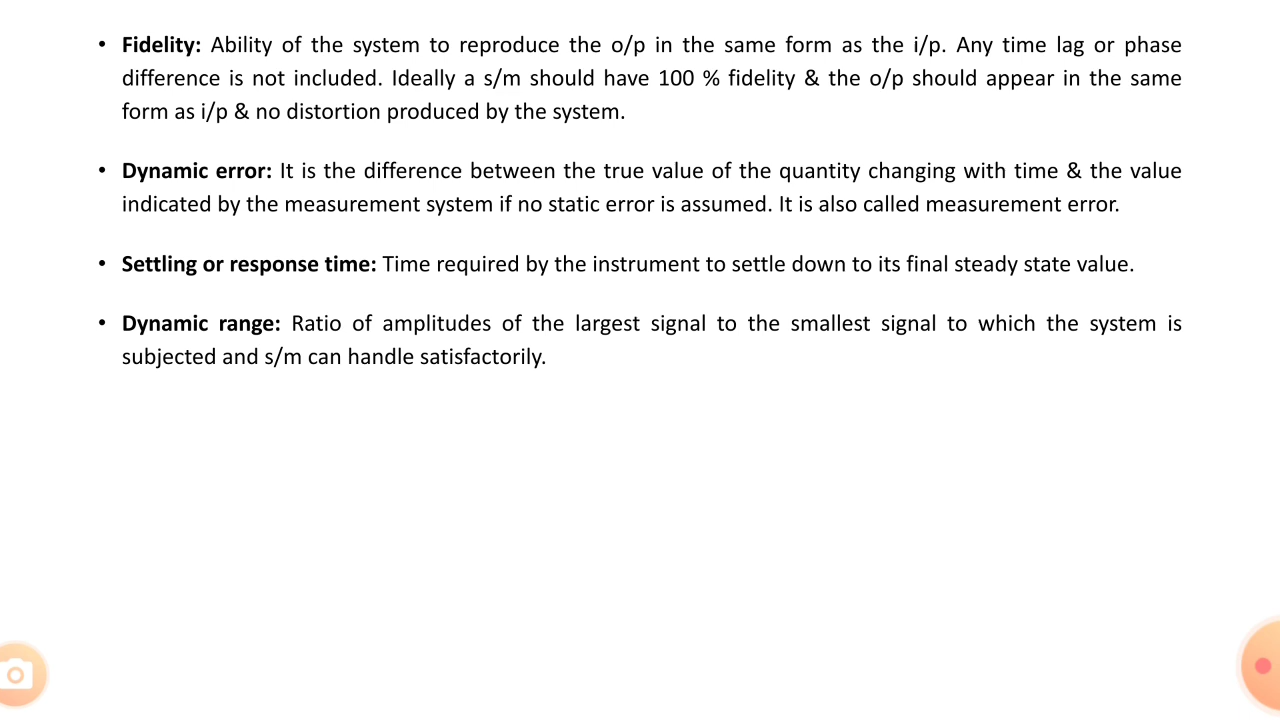 • Fidelity: Ability of the system to reproduce the o/p in the same form as the i/p. Any time lag or phase
difference is not included. Ideally a s/m should have 100 % fidelity & the o/p should appear in the same
form as i/p & no distortion produced by the system.
• Dynamic error: It is the difference between the true value of the quantity changing with time & the value
indicated by the measurement system if no static error is assumed. It is also called measurement error.
• Settling or response time: Time required by the instrument to settle down to its final steady state value.
• Dynamic range: Ratio of amplitudes of the largest signal to the smallest signal to which the system is
subjected and s/m can handle satisfactorily.